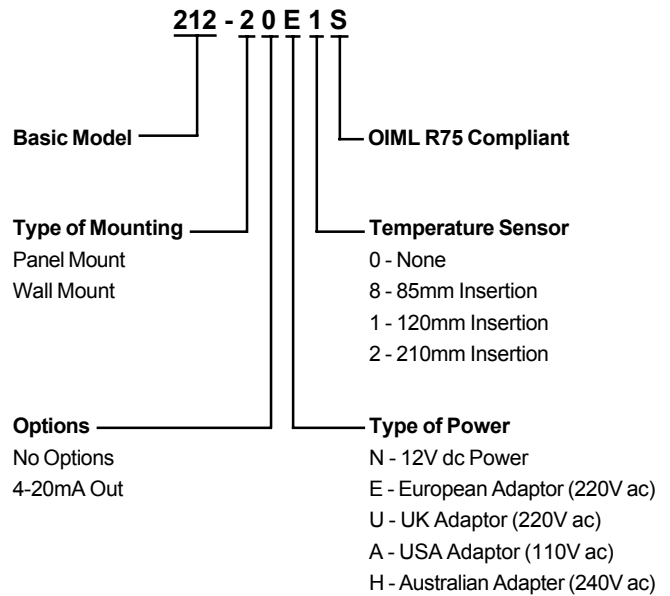 212 - 2 0 E 1 S
Basic Model
OIML R75 Compliant
Type of Mounting
Panel Mount
Wall Mount
Temperature Sensor
0 - None
8 - 85mm Insertion
1 - 120mm Insertion
2 - 210mm Insertion
Options
No Options
4-20mA Out
Type of Power
N - 12V dc Power
E - European Adaptor (220V ac)
U - UK Adaptor (220V ac)
A - USA Adaptor (110V ac)
H - Australian Adapter (240V ac)